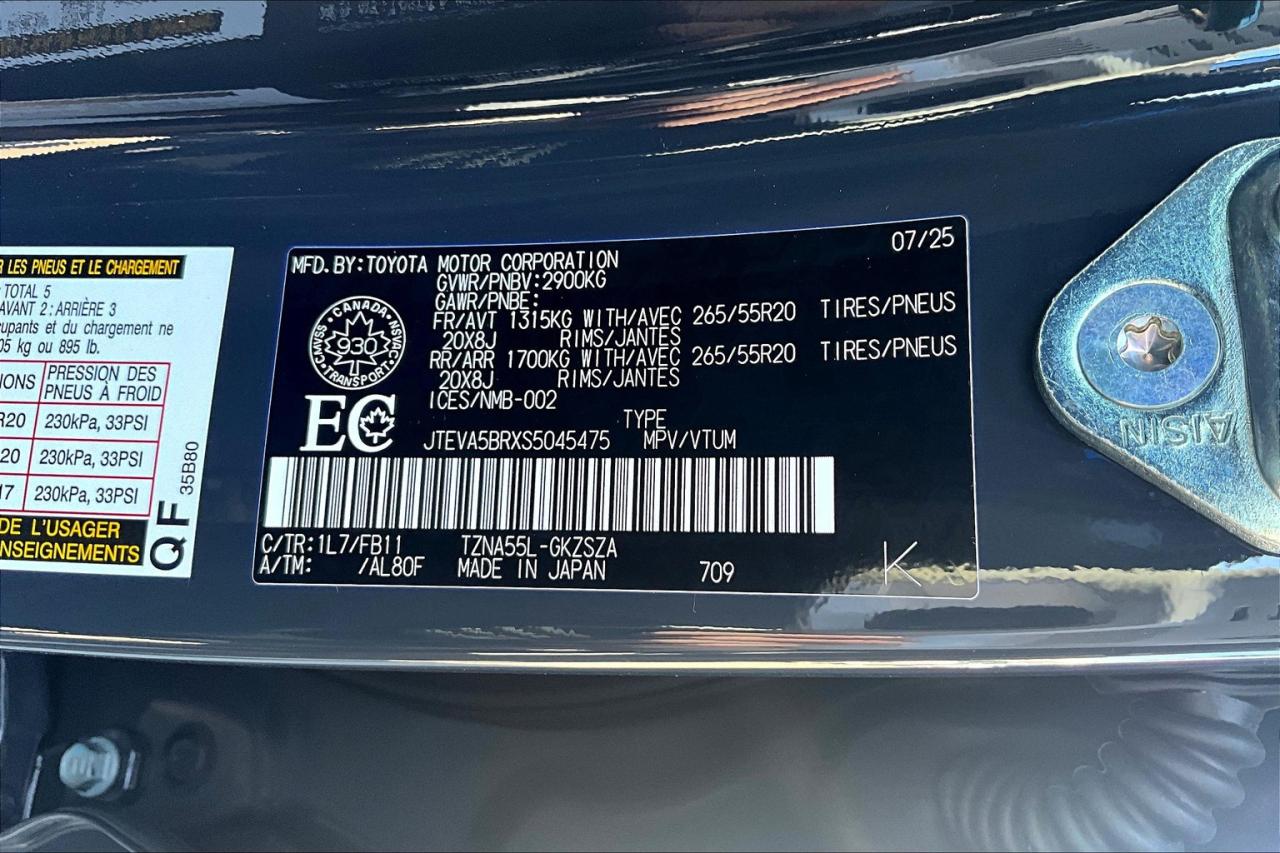 R LES PNEUS ET LE CHARGEMENT
TOTAL 5
AVANT 2 : ARRIÈRE 3
cupants et du chargement ne
05 kg ou 895 lb.
IONS PRESSION DES PNEUS À FROID
R20 230kPa, 33PSI
20 230kPa, 33PSI
17 230kPa, 33PSI
DE L'USAGER
NSEIGNEMENTS
QF 35B80
07/25
MFD. BY: TOYOTA MOTOR CORPORATION
GVWR/PNBV: 2900KG
GAWR/PNBE:
FR/AVT 1315KG WITH/AVEC 265/55R20 TIRES/PNEUS
20X8J RIMS/JANTES
RR/ARR 1700KG WITH/AVEC 265/55R20 TIRES/PNEUS
20X8J RIMS/JANTES
ICES/NMB-002
CANADA
CMVSS 930 NSVAC
TRANSPORT
EC
TYPE
JTEVA5BRXS5045475 MPV/VTUM
C/TR: 1L7/FB11 TZNA55L-GKZSZA
A/TM: /AL80F MADE IN JAPAN 709
K
AISIN